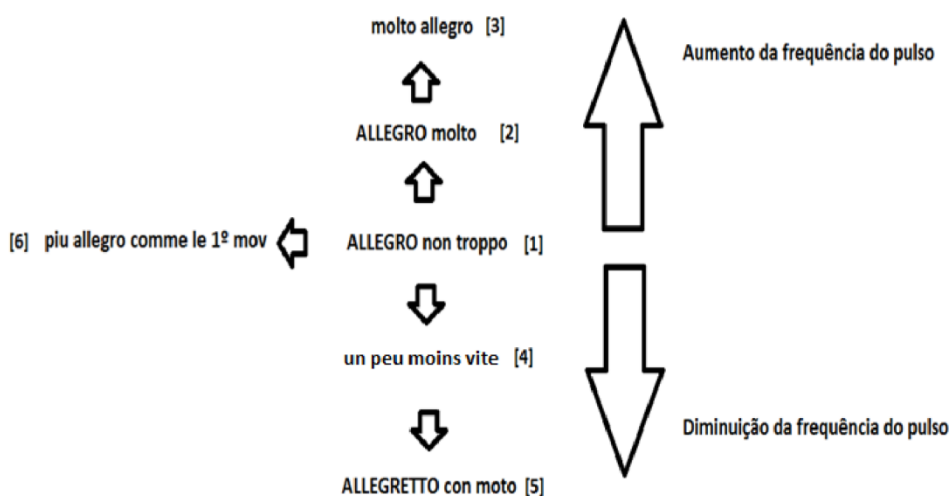 molto allegro [3]
Aumento da frequência do pulso
ALLEGRO molto [2]
[6] piu allegro comme le 1º mov
ALLEGRO non troppo [1]
un peu moins vite [4]
Diminuição da frequência do pulso
ALLEGRETTO con moto [5]